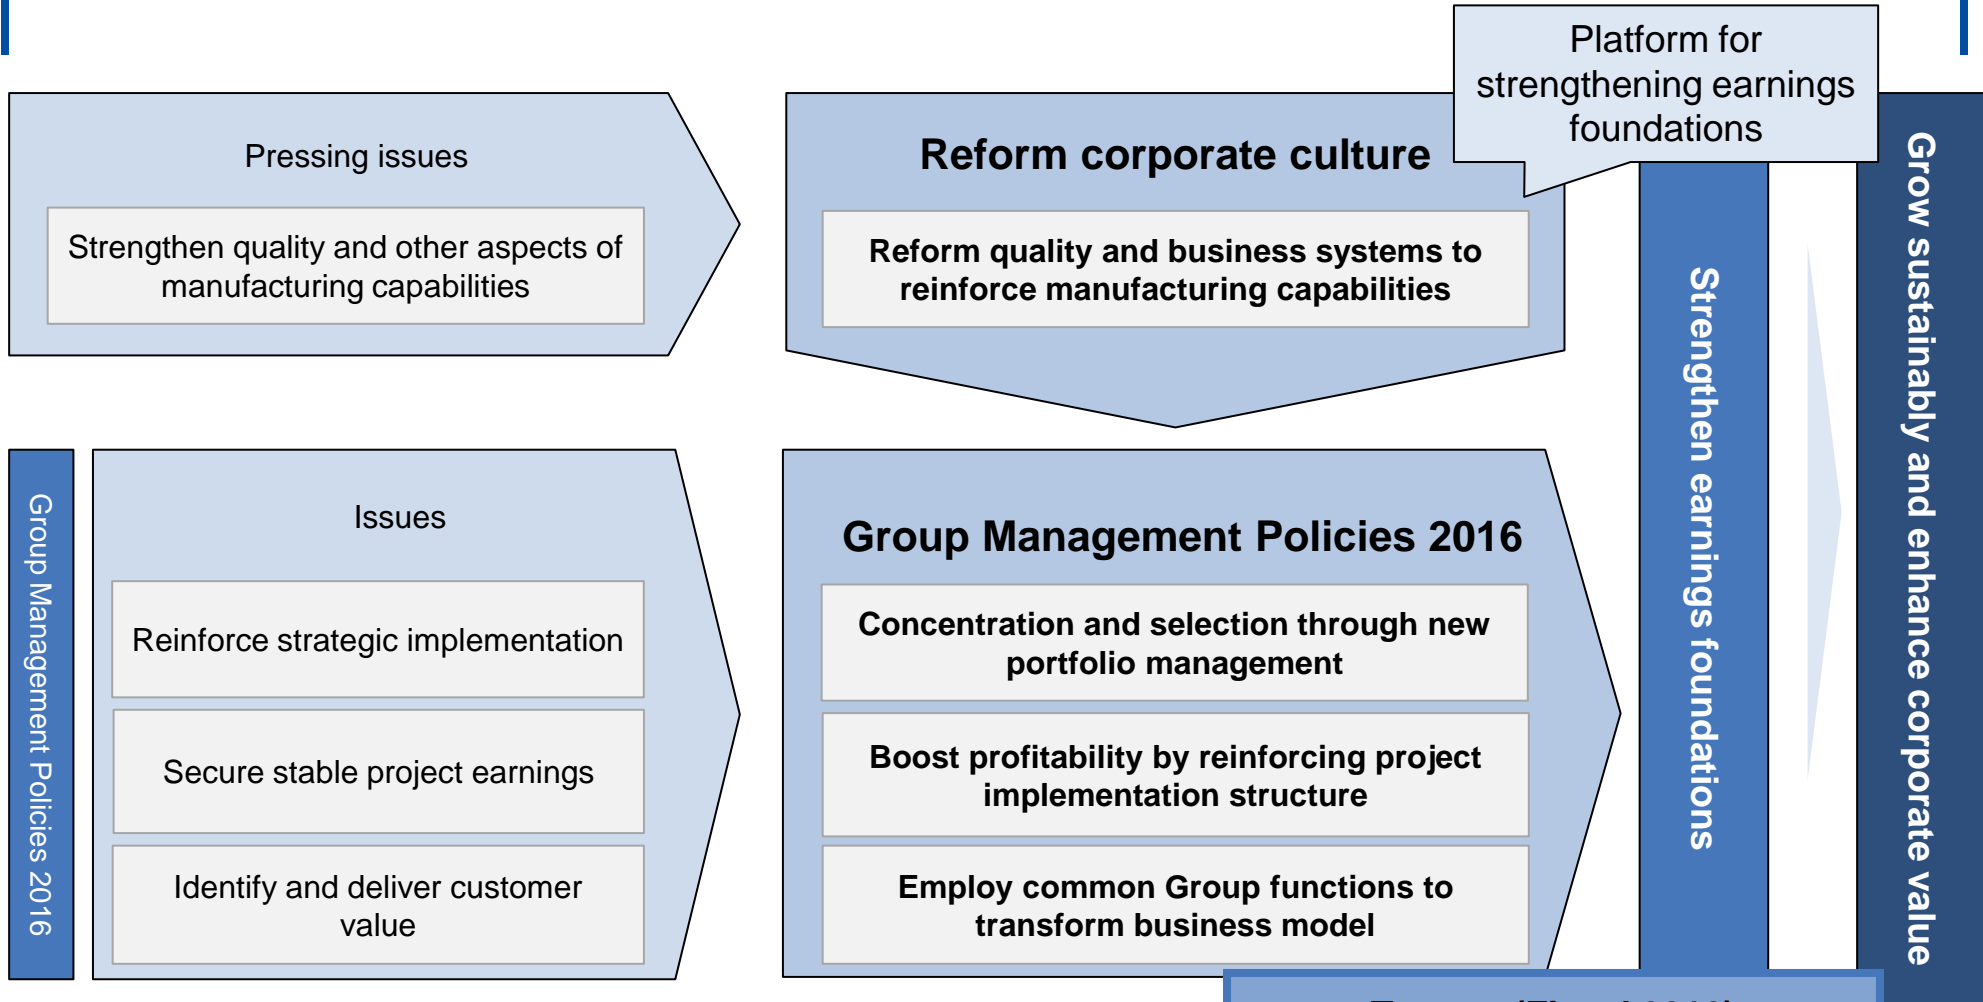 Platform for
strengthening earnings
foundations
Pressing issues
Strengthen quality and other aspects of
manufacturing capabilities
Reform corporate culture
Reform quality and business systems to
reinforce manufacturing capabilities
Group Management Policies 2016
Issues
Reinforce strategic implementation
Secure stable project earnings
Identify and deliver customer
value
Group Management Policies 2016
Concentration and selection through new
portfolio management
Boost profitability by reinforcing project
implementation structure
Employ common Group functions to
transform business model
Strengthen earnings foundations
Grow sustainably and enhance corporate value